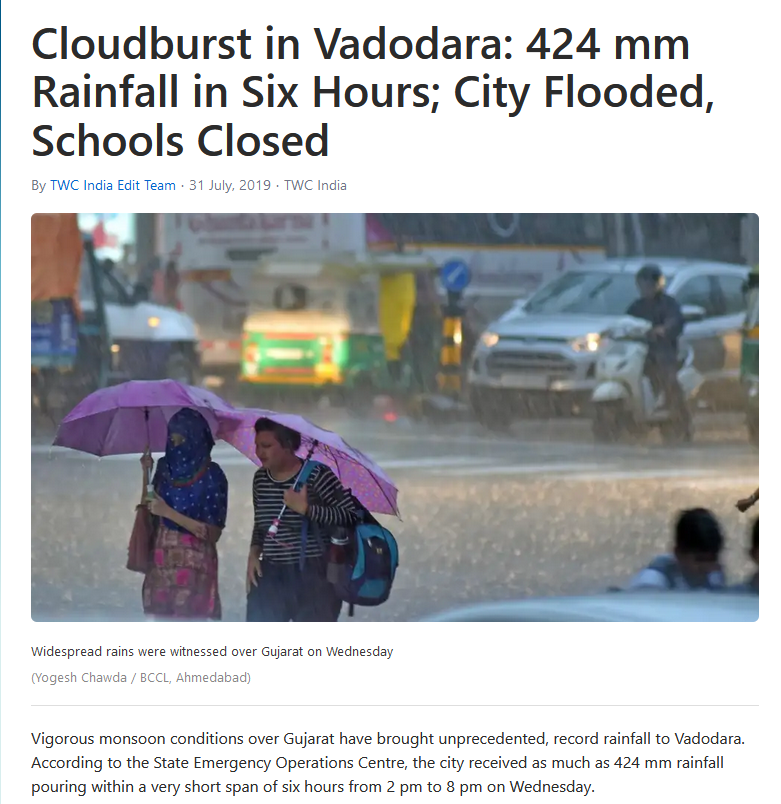 Cloudburst in Vadodara: 424 mm
Rainfall in Six Hours; City Flooded,
Schools Closed
By TWC India Edit Team · 31 July, 2019 · TWC India
Widespread rains were witnessed over Gujarat on Wednesday
(Yogesh Chawda / BCCL, Ahmedabad)
Vigorous monsoon conditions over Gujarat have brought unprecedented, record rainfall to Vadodara.
According to the State Emergency Operations Centre, the city received as much as 424 mm rainfall
pouring within a very short span of six hours from 2 pm to 8 pm on Wednesday.